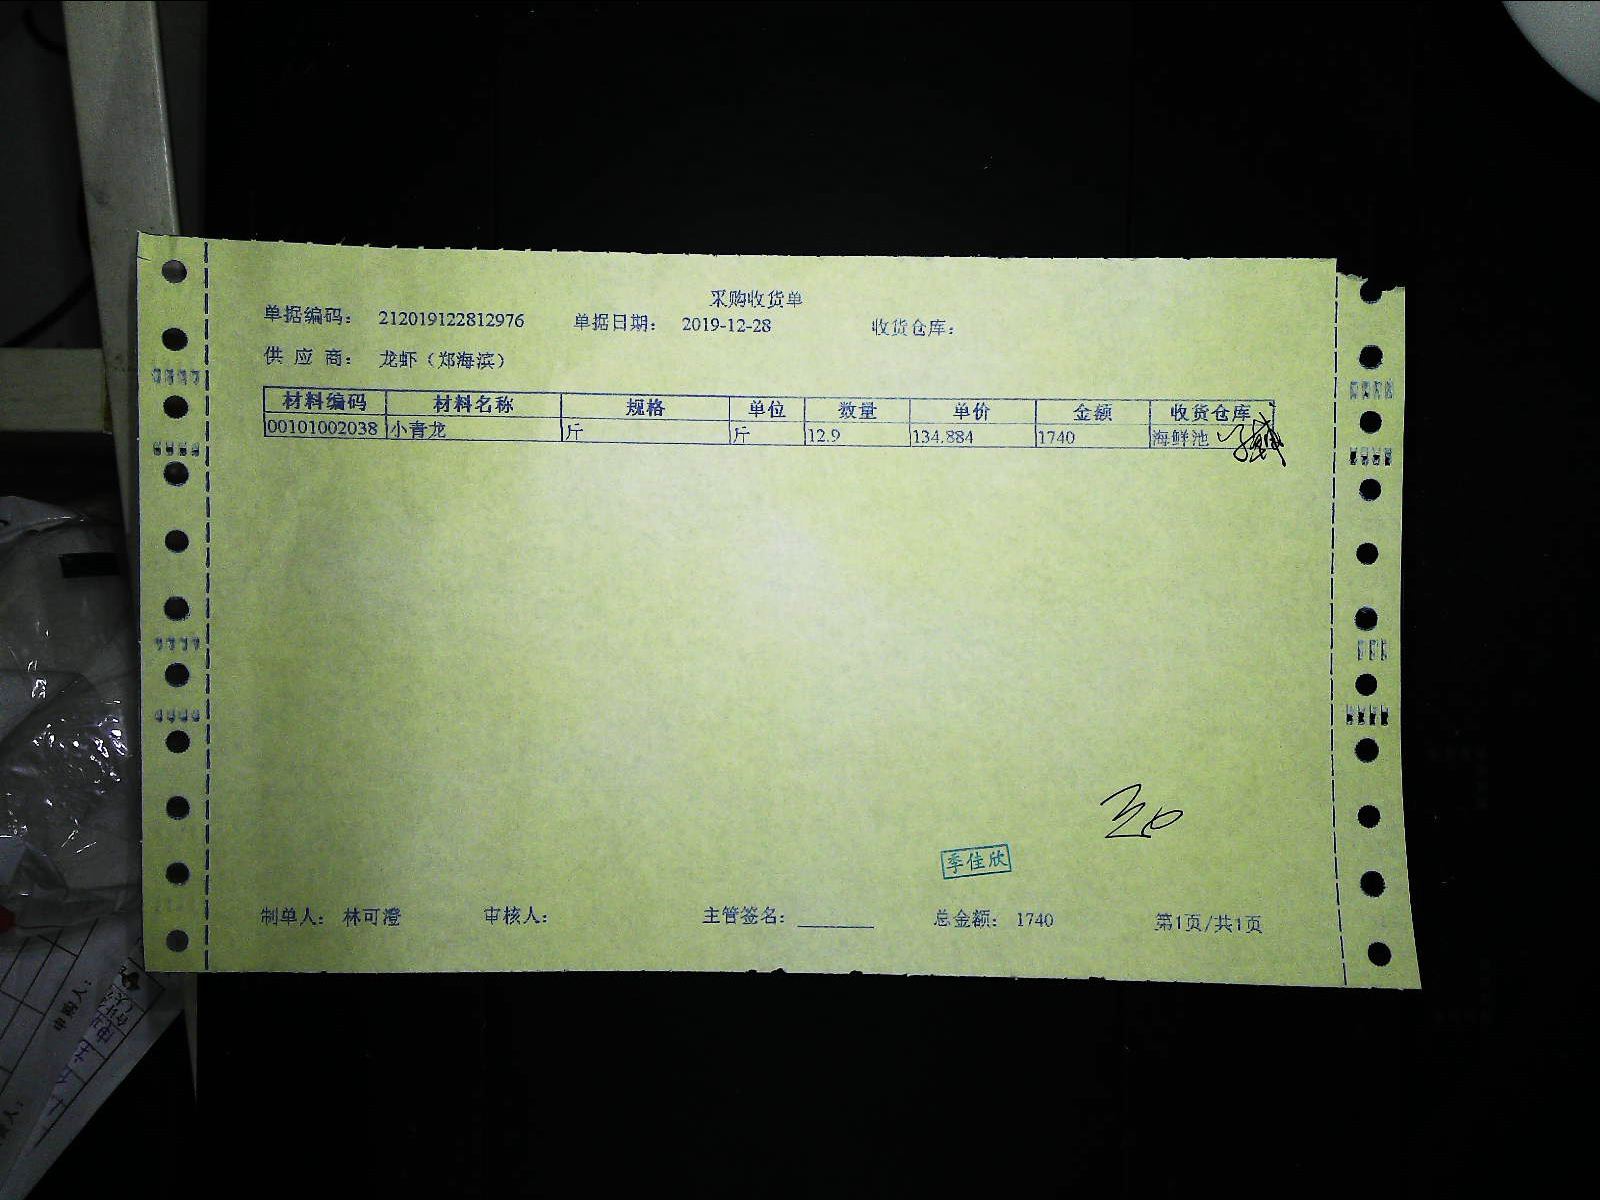 采购收货单
单据编码： 212019122812976 单据日期： 2019-12-28 收货仓库：
供 应 商： 龙虾（郑海滨）
材料编码 材料名称 规格 单位 数量 单价 金额 收货仓库
00101002038 小青龙 斤 斤 12.9 134.884 1740 海鲜池
季佳欣
制单人： 林可澄 审核人： 主管签名：________ 总金额： 1740 第1页/共1页